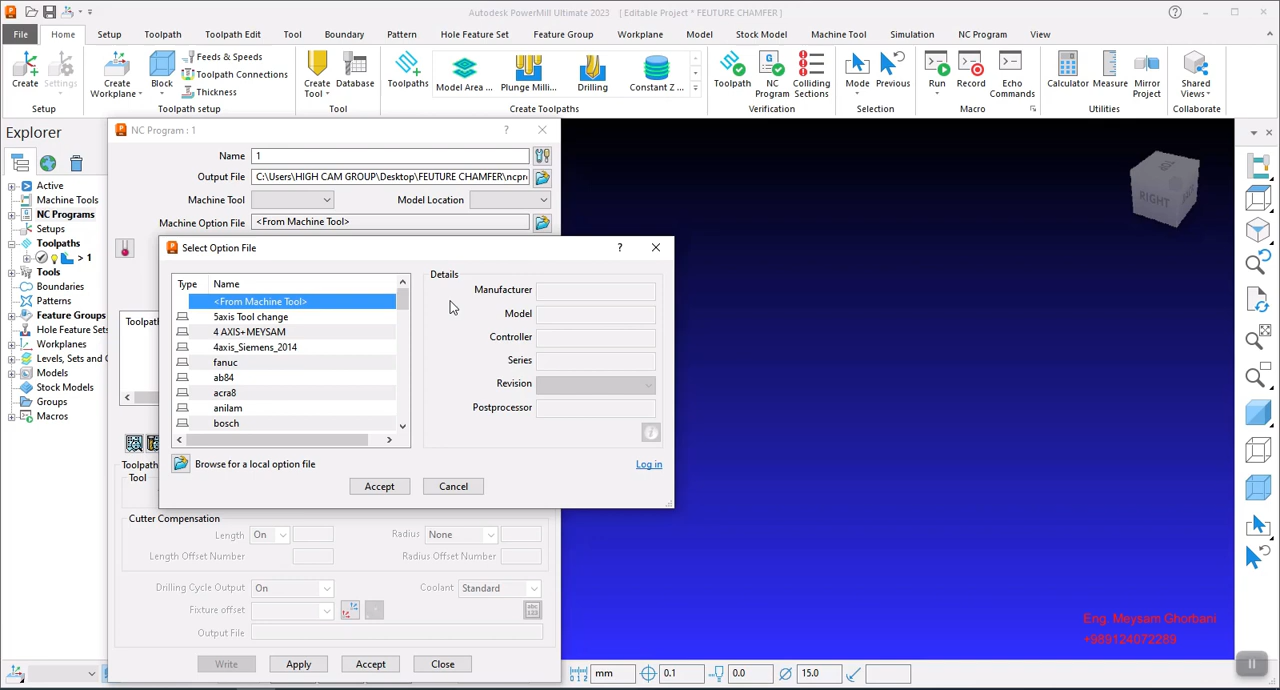 Autodesk PowerMill Ultimate 2023 [ Editable Project * FEUTURE CHAMFER ]
File Home Setup Toolpath Toolpath Edit Tool Boundary Pattern Hole Feature Set Feature Group Workplane Model Stock Model Machine Tool Simulation NC Program View
Create Settings
Create Workplane Block
Feeds & Speeds
Toolpath Connections
Thickness
Create Tool Database
Toolpaths Model Area ... Plunge Milli... Drilling Constant Z ...
Toolpath NC Program Colliding Sections
Mode Previous
Run Record Echo Commands
Calculator Measure Mirror Project
Shared Views
Setup Toolpath setup Tool Create Toolpaths Verification Selection Macro Utilities Collaborate
Explorer
Active
Machine Tools
NC Programs
Setups
Toolpaths
> 1
Tools
Boundaries
Patterns
Feature Groups
Hole Feature Sets
Workplanes
Levels, Sets and C
Models
Stock Models
Groups
Macros
NC Program : 1
?
Name 1
Output File C:\Users\HIGH CAM GROUP\Desktop\FEUTURE CHAMFER\ncpr
Machine Tool Model Location
Machine Option File <From Machine Tool>
Select Option File
?
Type Name
<From Machine Tool>
5axis Tool change
4 AXIS+MEYSAM
4axis_Siemens_2014
fanuc
ab84
acra8
anilam
bosch
Details
Manufacturer
Model
Controller
Series
Revision
Postprocessor
Browse for a local option file
Log in
Accept Cancel
Toolpath
Toolpath
Tool
Cutter Compensation
Length On Radius None
Length Offset Number Radius Offset Number
Drilling Cycle Output On Coolant Standard
Fixture offset
abc
123
Output File
Write Apply Accept Close
RIGHT
Eng. Meysam Ghorbani
+989124072289
mm 0.1 0.0 15.0